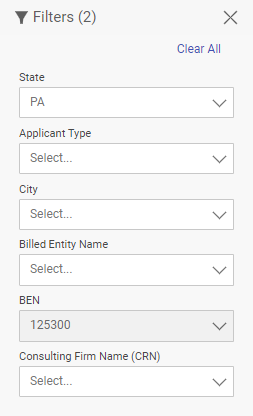 Filters (2)
Clear All
State
PA
Applicant Type
Select...
City
Select...
Billed Entity Name
Select...
BEN
125300
Consulting Firm Name (CRN)
Select...